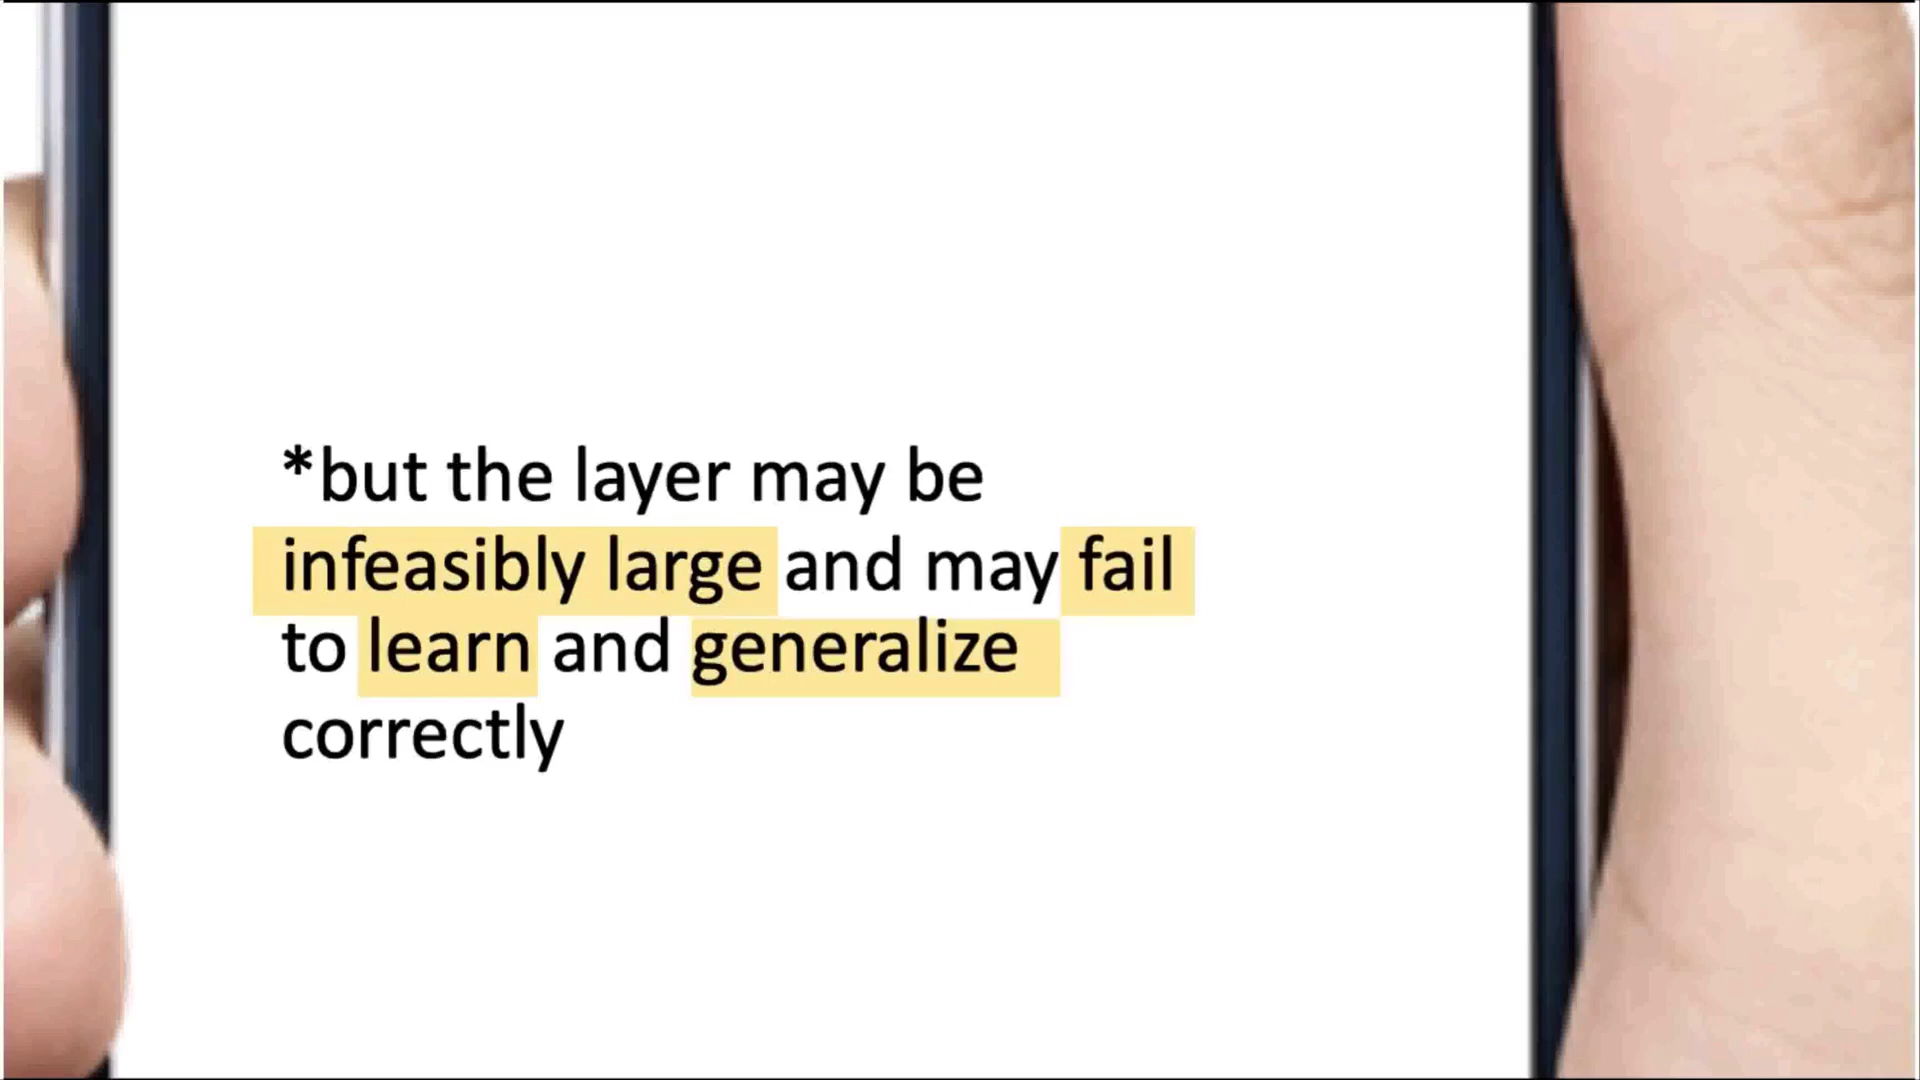 *but the layer may be
infeasibly large and may fail
to learn and generalize
correctly